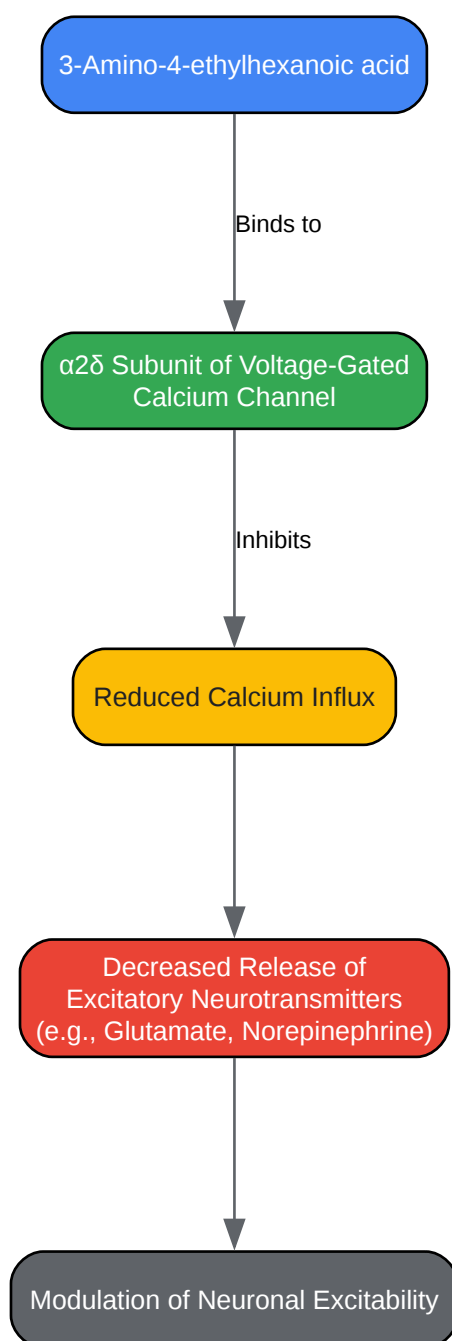 3-Amino-4-ethylhexanoic acid
Binds to
α2δ Subunit of Voltage-Gated
Calcium Channel
Inhibits
Reduced Calcium Influx
Decreased Release of
Excitatory Neurotransmitters
(e.g., Glutamate, Norepinephrine)
Modulation of Neuronal Excitability